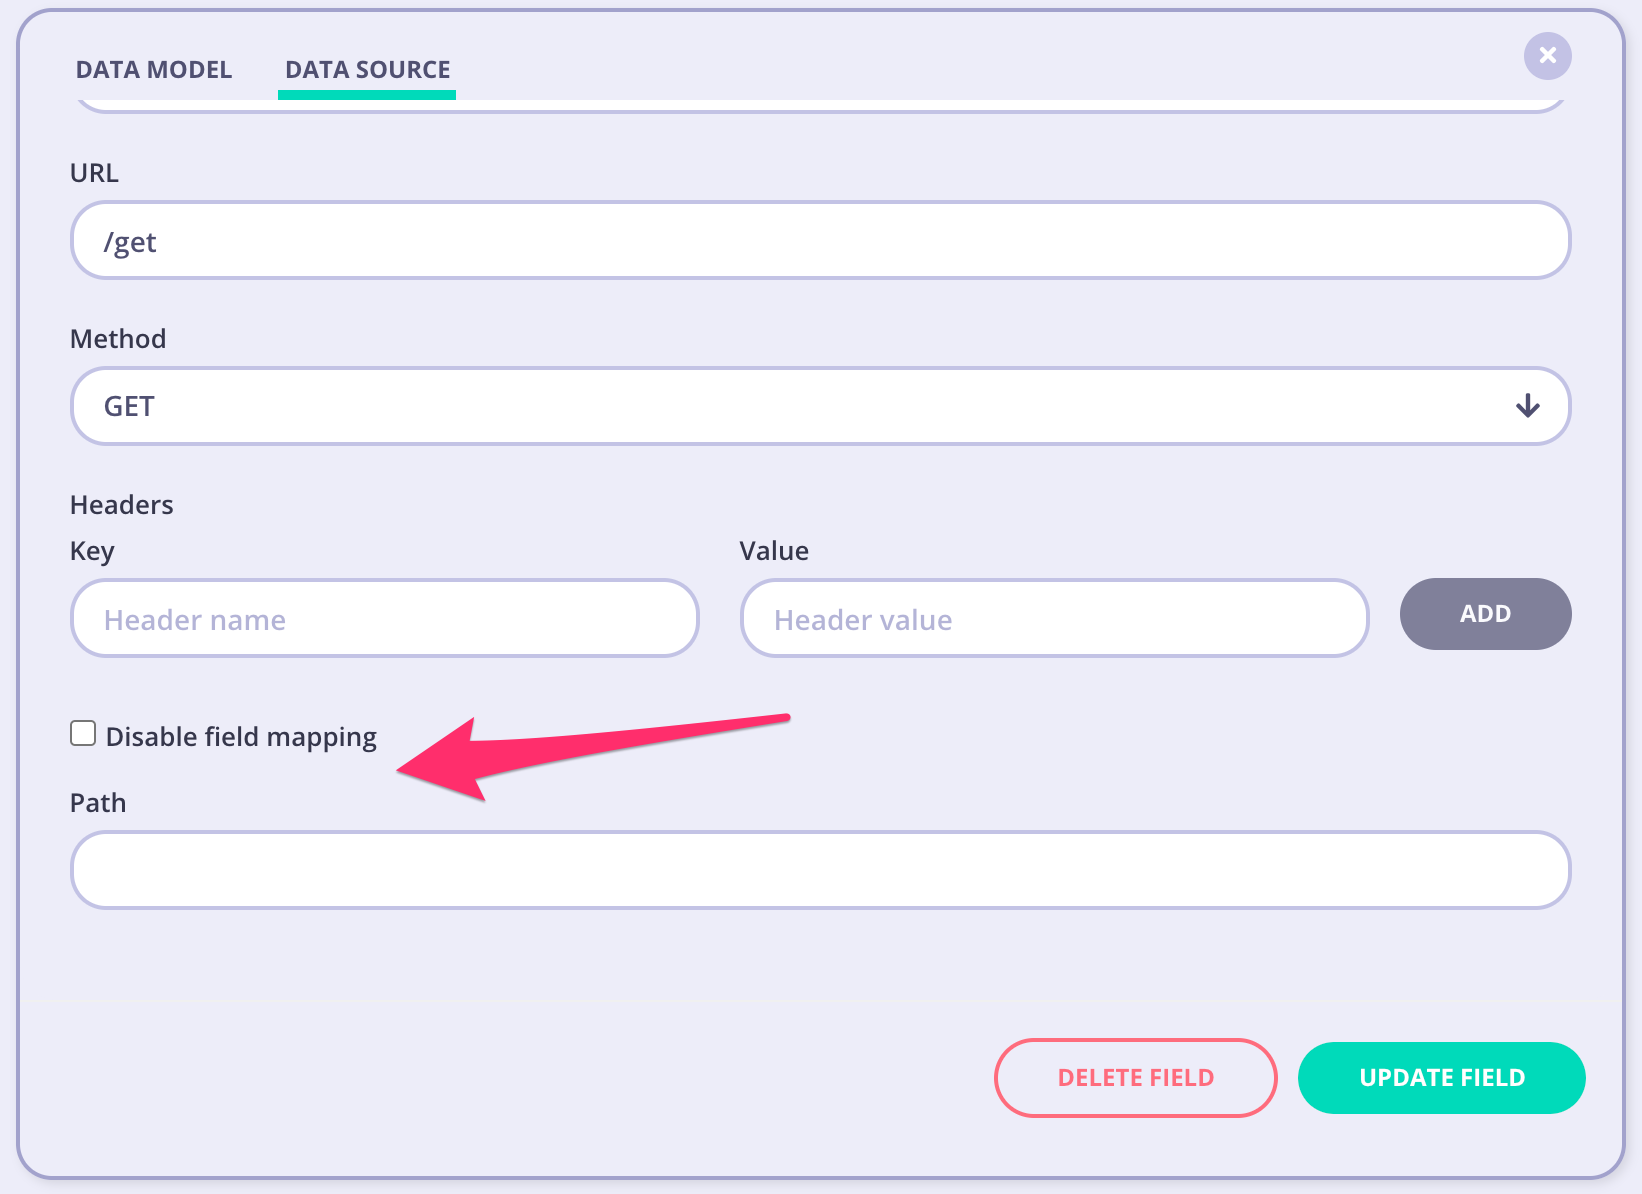 DATA MODEL DATA SOURCE
URL
/get
Method
GET
Headers
Key Value
Header name Header value ADD
Disable field mapping
Path
DELETE FIELD UPDATE FIELD